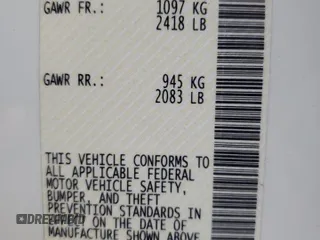 GAWR FR.: 1097 KG
2418 LB
GAWR RR.: 945 KG
2083 LB
THIS VEHICLE CONFORMS TO
ALL APPLICABLE FEDERAL
MOTOR VEHICLE SAFETY,
BUMPER, AND THEFT
PREVENTION STANDARDS IN
EFFECT ON THE DATE OF
MANUFACTURE SHOWN ABOVE